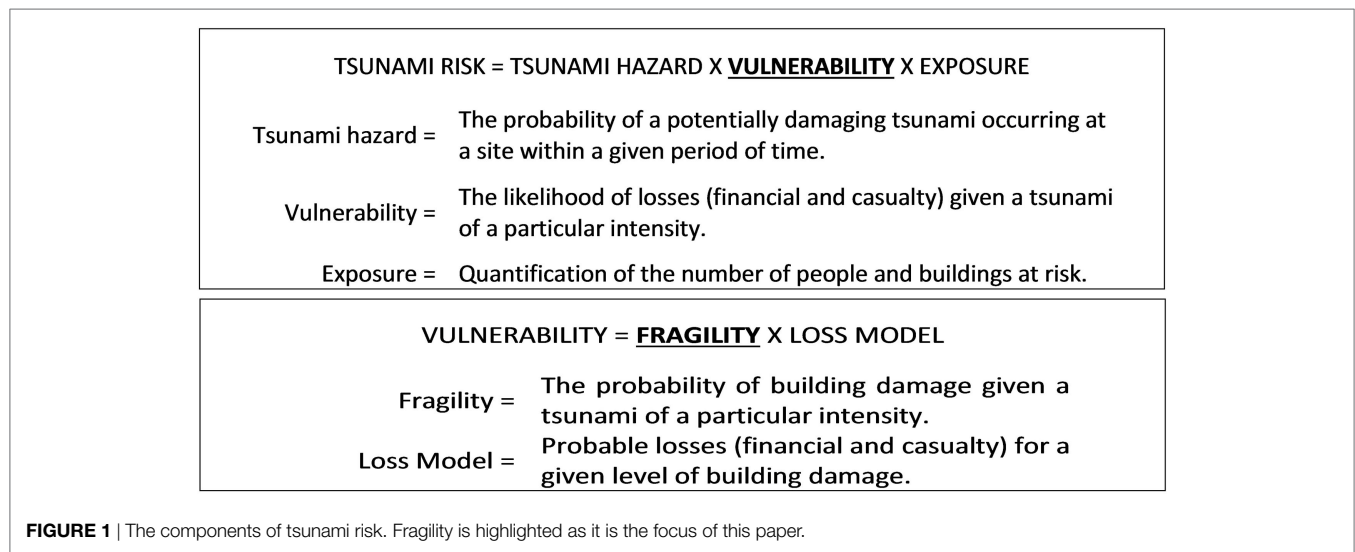 TSUNAMI RISK = TSUNAMI HAZARD X VULNERABILITY X EXPOSURE
Tsunami hazard = The probability of a potentially damaging tsunami occurring at
a site within a given period of time.
Vulnerability = The likelihood of losses (financial and casualty) given a tsunami
of a particular intensity.
Exposure = Quantification of the number of people and buildings at risk.
VULNERABILITY = FRAGILITY X LOSS MODEL
Fragility = The probability of building damage given a
tsunami of a particular intensity.
Loss Model = Probable losses (financial and casualty) for a
given level of building damage.
FIGURE 1 | The components of tsunami risk. Fragility is highlighted as it is the focus of this paper.